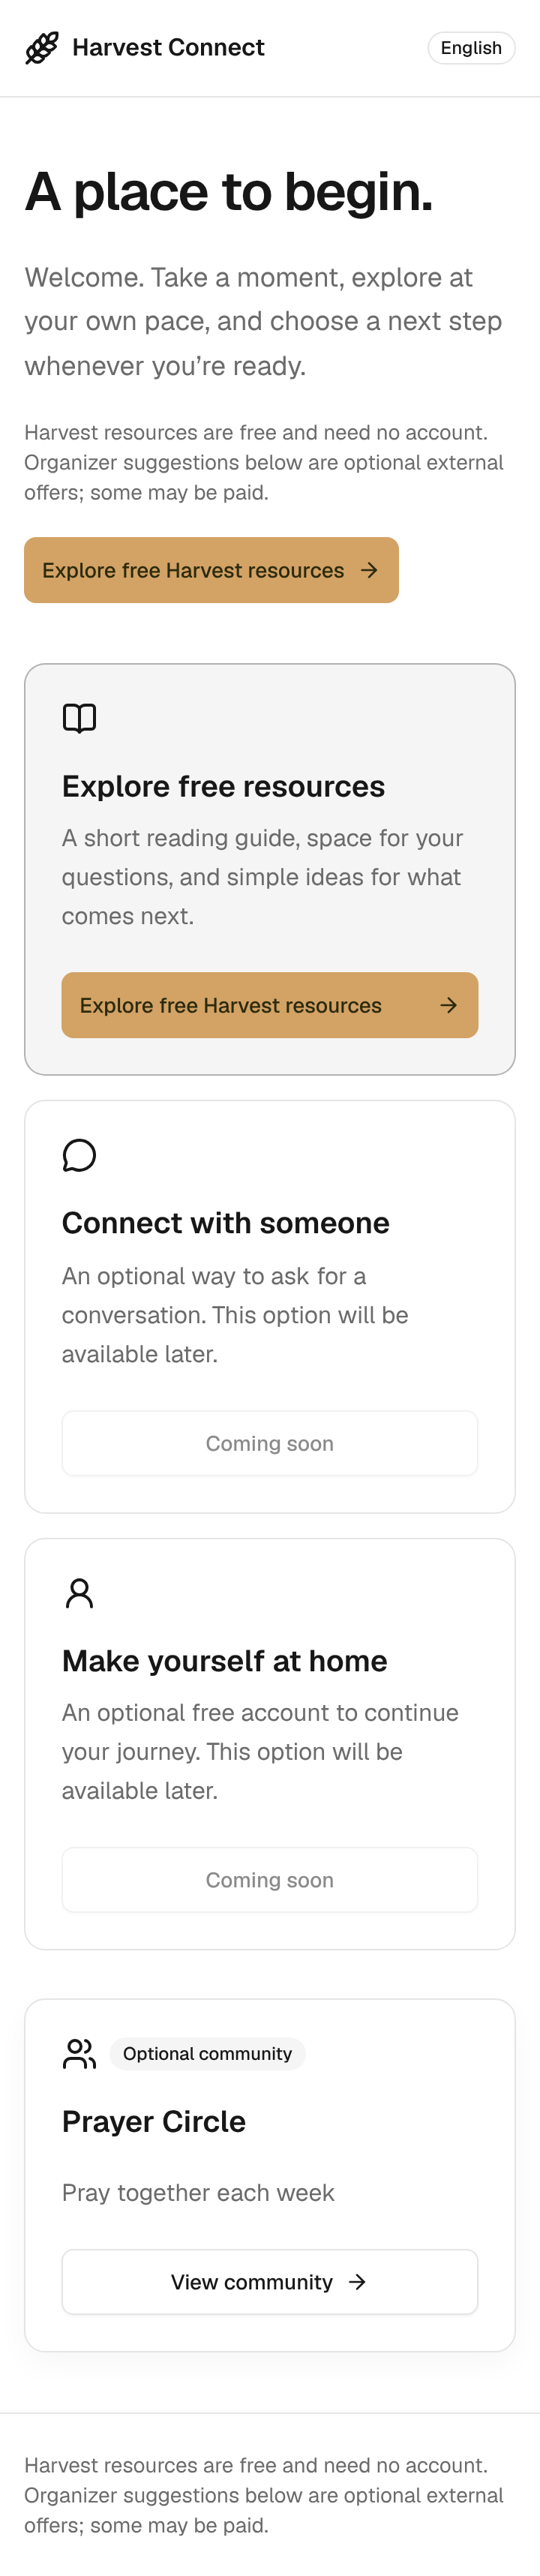 Harvest Connect
English
A place to begin.
Welcome. Take a moment, explore at
your own pace, and choose a next step
whenever you’re ready.
Harvest resources are free and need no account.
Organizer suggestions below are optional external
offers; some may be paid.
Explore free Harvest resources
Explore free resources
A short reading guide, space for your
questions, and simple ideas for what
comes next.
Explore free Harvest resources
Connect with someone
An optional way to ask for a
conversation. This option will be
available later.
Coming soon
Make yourself at home
An optional free account to continue
your journey. This option will be
available later.
Coming soon
Optional community
Prayer Circle
Pray together each week
View community
Harvest resources are free and need no account.
Organizer suggestions below are optional external
offers; some may be paid.